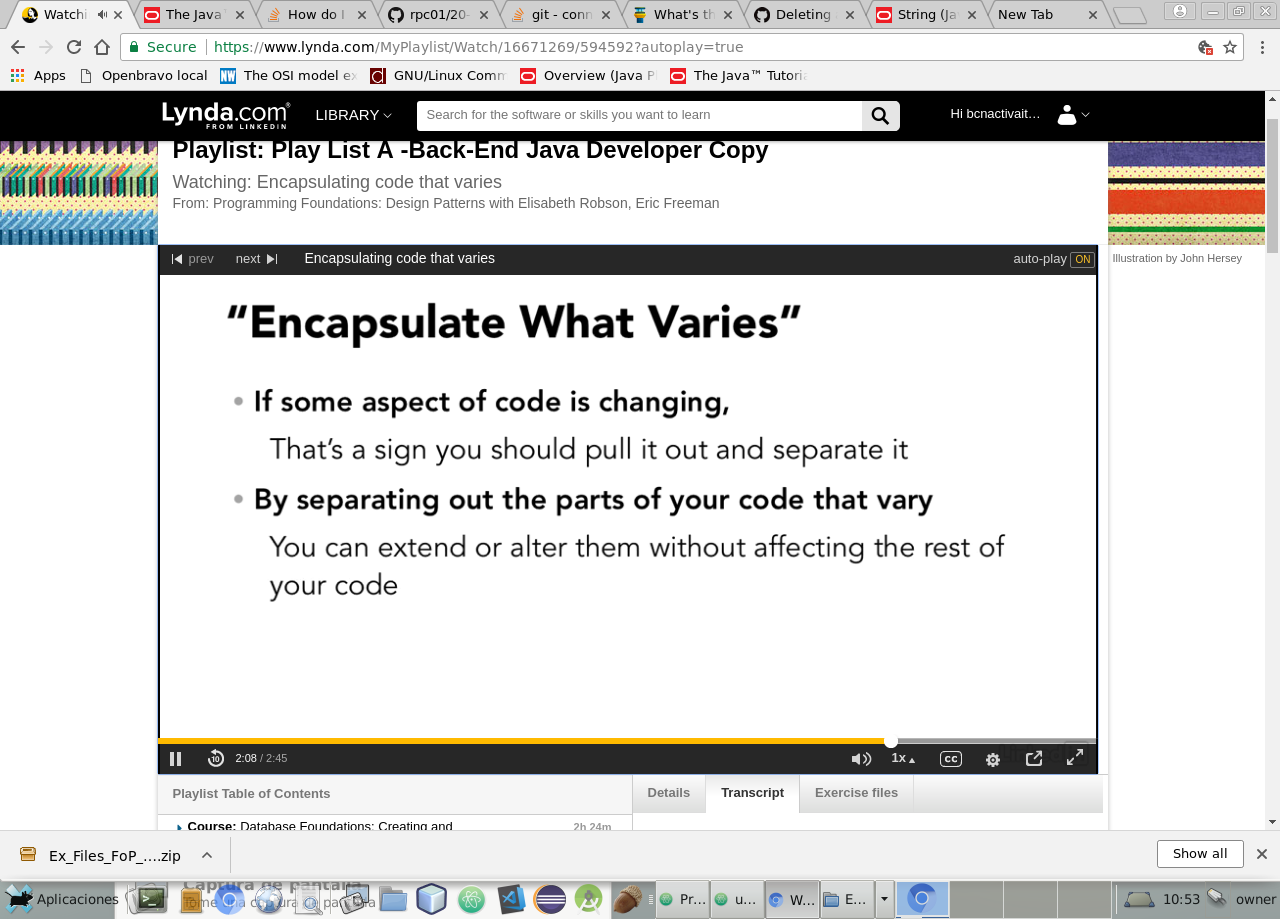 Watchi
The Java
How do I
rpc01/20-
git - conn
What's th
Deleting
String (Ja
New Tab
Secure https://www.lynda.com/MyPlaylist/Watch/16671269/594592?autoplay=true
Apps Openbravo local The OSI model ex GNU/Linux Comm Overview (Java P The Java™ Tutoria
Lynda.com® LIBRARY Search for the software or skills you want to learn Hi bcnactivait...
FROM LINKEDIN
Playlist: Play List A -Back-End Java Developer Copy
Watching: Encapsulating code that varies
From: Programming Foundations: Design Patterns with Elisabeth Robson, Eric Freeman
prev next Encapsulating code that varies auto-play ON
Illustration by John Hersey
“Encapsulate What Varies”
• If some aspect of code is changing,
That’s a sign you should pull it out and separate it
• By separating out the parts of your code that vary
You can extend or alter them without affecting the rest of
your code
10 2:08 / 2:45 1x cc
Playlist Table of Contents Details Transcript Exercise files
Course: Database Foundations: Creating and 2h 24m
Ex_Files_FoP_....zip Show all
Captura de pantalla
Aplicaciones Pr... u... W... E... 10:53 owner